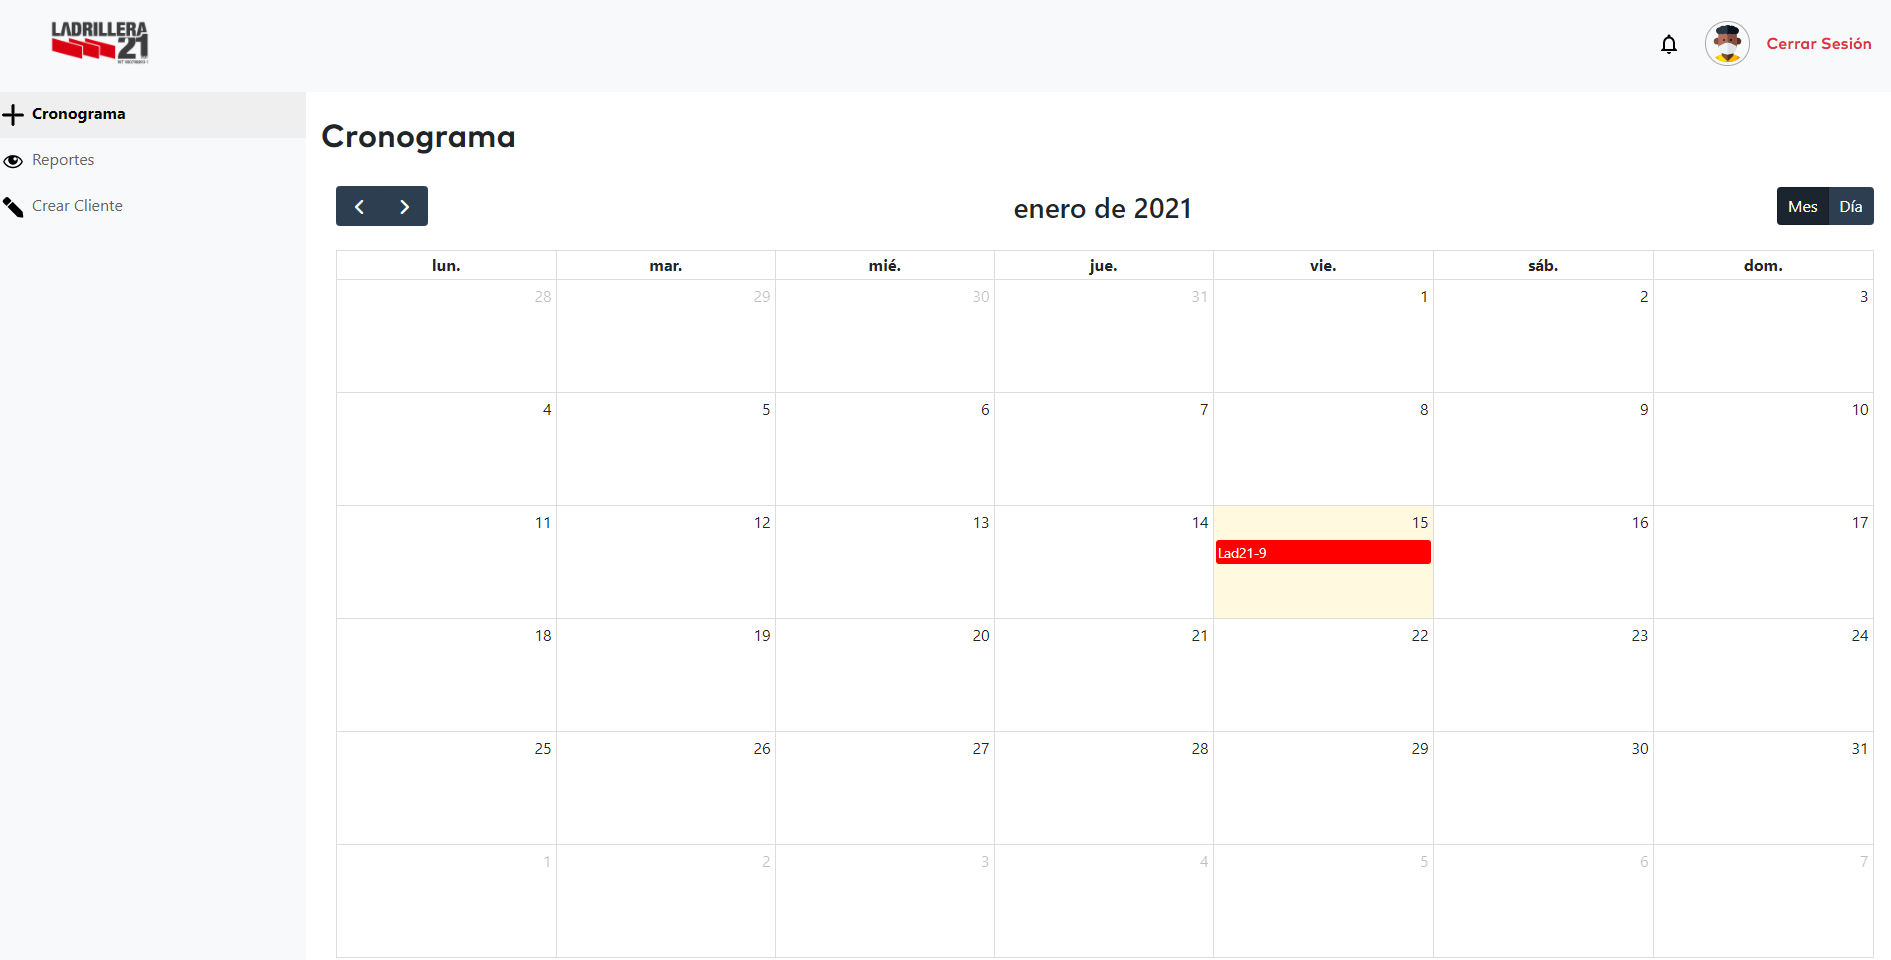 LADRILLERA
21
Cerrar Sesión
Cronograma
Reportes
Crear Cliente
Cronograma
enero de 2021
Mes Día
lun. mar. mié. jue. vie. sáb. dom.
28 29 30 31 1 2 3
4 5 6 7 8 9 10
11 12 13 14 15 16 17
Lad21-9
18 19 20 21 22 23 24
25 26 27 28 29 30 31
1 2 3 4 5 6 7